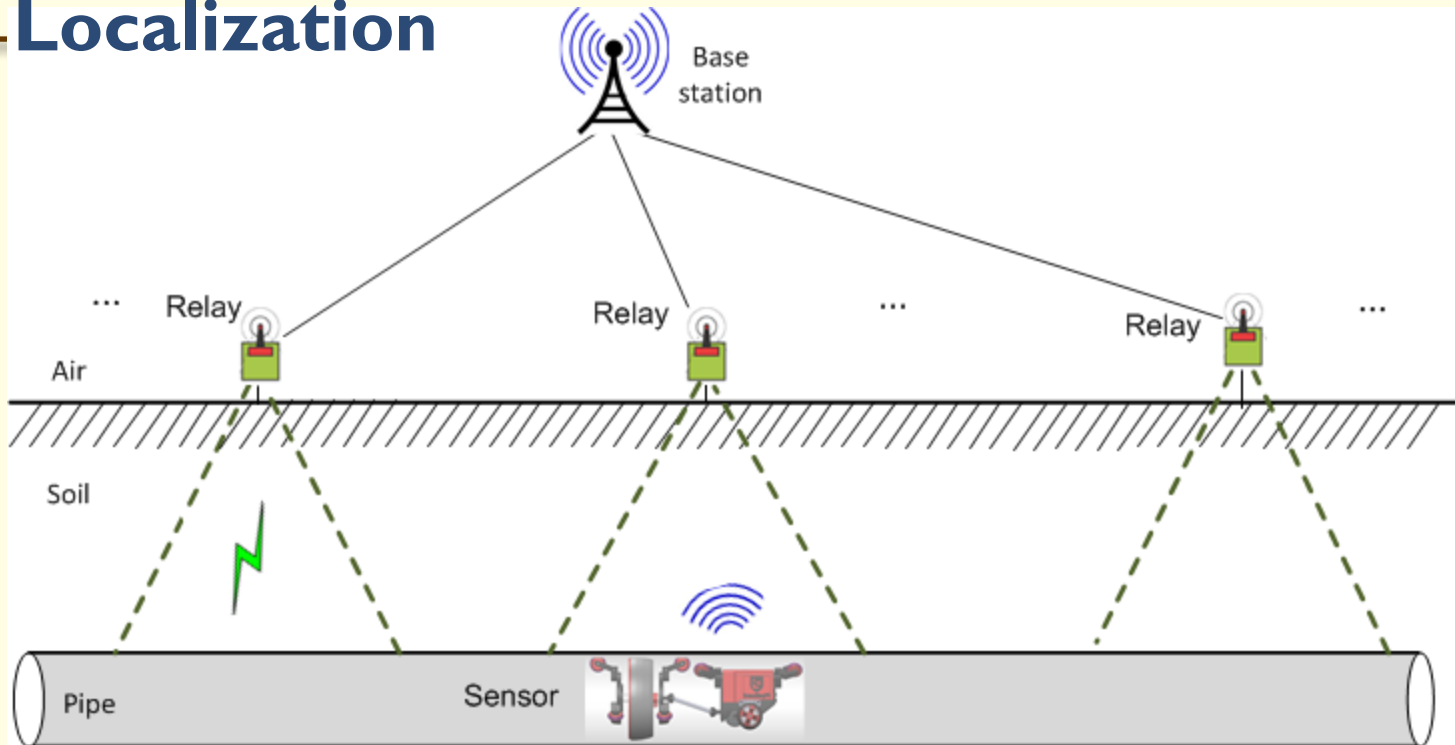 Localization
Base
station
... Relay
Relay
...
Relay
...
Air
Soil
Pipe
Sensor